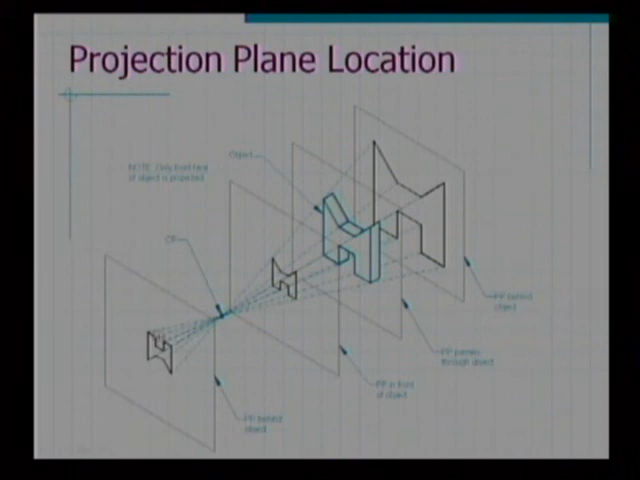 Projection Plane Location
Object
NOTE: Only front face
of object is projected
CP
PP behind
object
PP passes
through object
PP in front
of object
PP behind
object